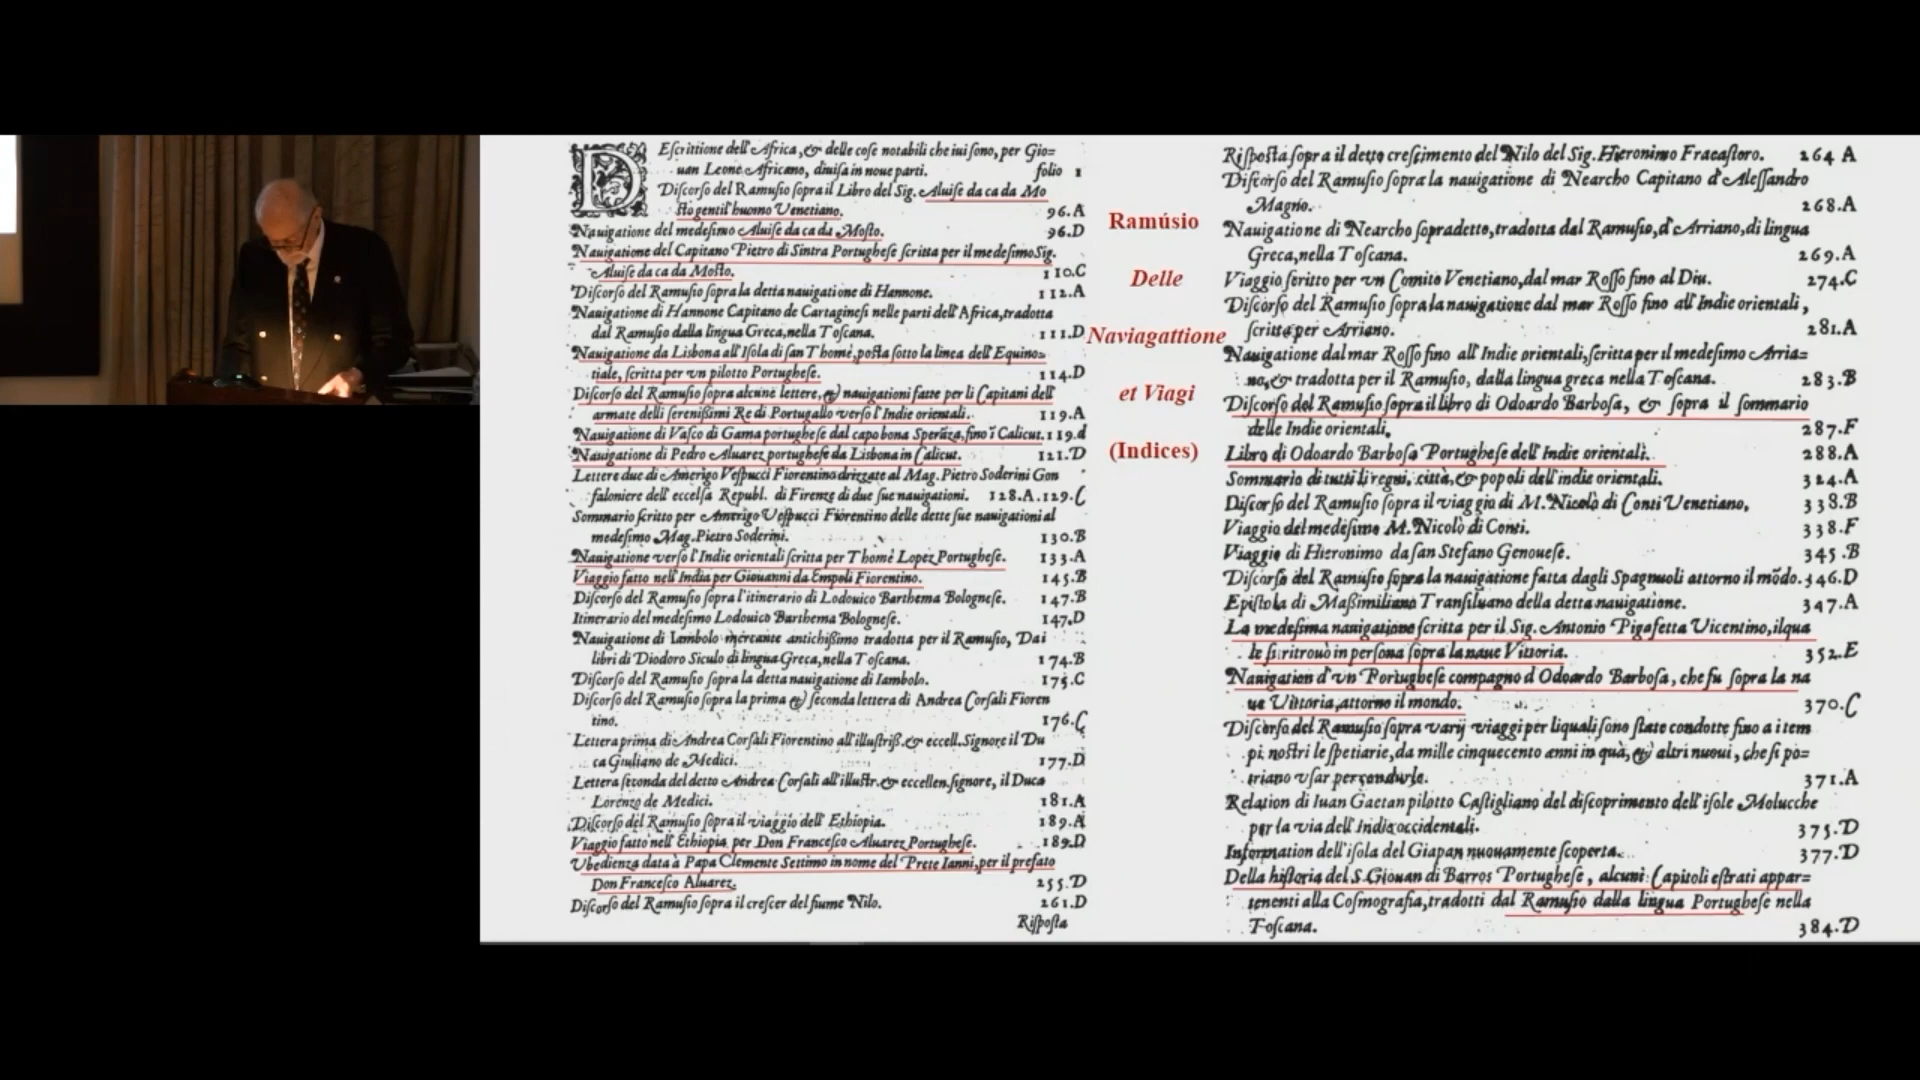 DEscrittione dell'Africa, & delle cose notabili che iui sono, per Gio=
uan Leone Africano, diuisa in noue parti. folio 1
Discorso del Ramusio sopra il Libro del Sig. Aluise da ca da Mo
sto gentil'huomo Venetiano. 96.A
Nauigatione del medesimo Aluise da ca da Mosto. 96.D
Nauigatione del Capitano Pietro di Sintra Portughese scritta per il medesimo Sig.
Aluise da ca da Mosto. 110.C
Discorso del Ramusio sopra la detta nauigatione di Hannone. 112.A
Nauigatione di Hannone Capitano de Cartaginesi nelle parti dell'Africa, tradotta
dal Ramusio dalla lingua Greca, nella Toscana. 111.D
Nauigatione da Lisbona all'Isola di san Thomè, posta sotto la linea dell'Equino=
tiale, scritta per vn pilotto Portughese. 114.D
Discorso del Ramusio sopra alcune lettere, & nauigationi fatte per li Capitani dell'
armate delli serenißimi Re di Portugallo verso l'Indie orientali. 119.A
Nauigatione di Vasco di Gama portughese dal capo bona Speraza, fino i Calicut. 119.d
Nauigatione di Pedro Aluarez portughese da Lisbona in Calicut. 121.D
Lettere due di Amerigo Vespucci Fiorentino drizzate al Mag. Pietro Soderini Gon
faloniere dell'eccelsa Republ. di Firenze di due sue nauigationi. 128.A.129.C
Sommario scritto per Amerigo Vespucci Fiorentino delle dette sue nauigationi al
medesimo Mag. Pietro Soderini. 130.B
Nauigatione verso l'Indie orientali scritta per Thomè Lopez Portughese. 133.A
Viaggio fatto nell'India per Giouanni da Empoli Fiorentino. 145.B
Discorso del Ramusio sopra l'itinerario di Lodouico Barthema Bolognese. 147.B
Itinerario del medesimo Lodouico Barthema Bolognese. 147.D
Nauigatione di Iambolo mercante antichißimo tradotta per il Ramusio, Dai
libri di Diodoro Siculo di lingua Greca, nella Toscana. 174.B
Discorso del Ramusio sopra la detta nauigatione di Iambolo. 175.C
Discorso del Ramusio sopra la prima & seconda lettera di Andrea Corsali Fioren
tino. 176.C
Lettera prima di Andrea Corsali Fiorentino all'illustriß. & eccell. Signore il Du
ca Giuliano de Medici. 177.D
Lettera seconda del detto Andrea Corsali all'illustr. & eccellen. signore, il Duca
Lorenzo de Medici. 181.A
Discorso del Ramusio sopra il viaggio dell'Ethiopia. 189.A
Viaggio fatto nell'Ethiopia per Don Francesco Aluarez Portughese. 189.D
Vbedienza data à Papa Clemente Settimo in nome del Prete Ianni, per il prefato
Don Francesco Aluarez. 255.D
Discorso del Ramusio sopra il crescer del fiume Nilo. 261.D
Risposta
Ramúsio
Delle
Naviagattione
et Viagi
(Indices)
Risposta sopra il detto crescimento del Nilo del Sig. Hieronimo Fracastoro. 264 A
Discorso del Ramusio sopra la nauigatione di Nearcho Capitano d'Alessandro
Magno. 268.A
Nauigatione di Nearcho sopradetto, tradotta dal Ramusio, d'Arriano, di lingua
Greca, nella Toscana. 269.A
Viaggio scritto per vn Comito Venetiano, dal mar Rosso fino al Diu. 274.C
Discorso del Ramusio sopra la nauigatione dal mar Rosso fino all'Indie orientali,
scritta per Arriano. 281.A
Nauigatione dal mar Rosso fino all'Indie orientali, scritta per il medesimo Arria=
no, & tradotta per il Ramusio, dalla lingua greca nella Toscana. 283.B
Discorso del Ramusio sopra il libro di Odoardo Barbosa, & sopra il sommario
delle Indie orientali. 287.F
Libro di Odoardo Barbosa Portughese dell'Indie orientali. 288.A
Sommario di tutti li regni, città, & popoli dell'indie orientali. 324.A
Discorso del Ramusio sopra il viaggio di M. Nicolò di Conti Venetiano, 338.B
Viaggio del medesimo M. Nicolò di Conti. 338.F
Viaggio di Hieronimo da san Stefano Genouese. 345.B
Discorso del Ramusio sopra la nauigatione fatta dagli Spagnuoli attorno il mõdo. 346.D
Epistola di Maßimiliano Transiluano della detta nauigatione. 347.A
La medesima nauigatione scritta per il Sig. Antonio Pigafetta Vicentino, ilqua
le si ritrouò in persona sopra la naue Vittoria. 352.E
Nauigation d'vn Portughese compagno d'Odoardo Barbosa, che fu sopra la na
ue Vittoria, attorno il mondo. 370.C
Discorso del Ramusio sopra varij viaggi per liquali sono state condotte fino a i tem
pi nostri le spetiarie, da mille cinquecento anni in quà, & altri nuoui, che si po=
triano vsar per condurle. 371.A
Relation di Iuan Gaetan pilotto Castigliano del discoprimento dell'isole Molucche
per la via dell'Indie occidentali. 375.D
Information dell'isola del Giapan nuouamente scoperta. 377.D
Della historia del S. Giouan di Barros Portughese, alcuni Capitoli estrati appar=
tenenti alla Cosmografia, tradotti dal Ramusio dalla lingua Portughese nella
Toscana. 384.D